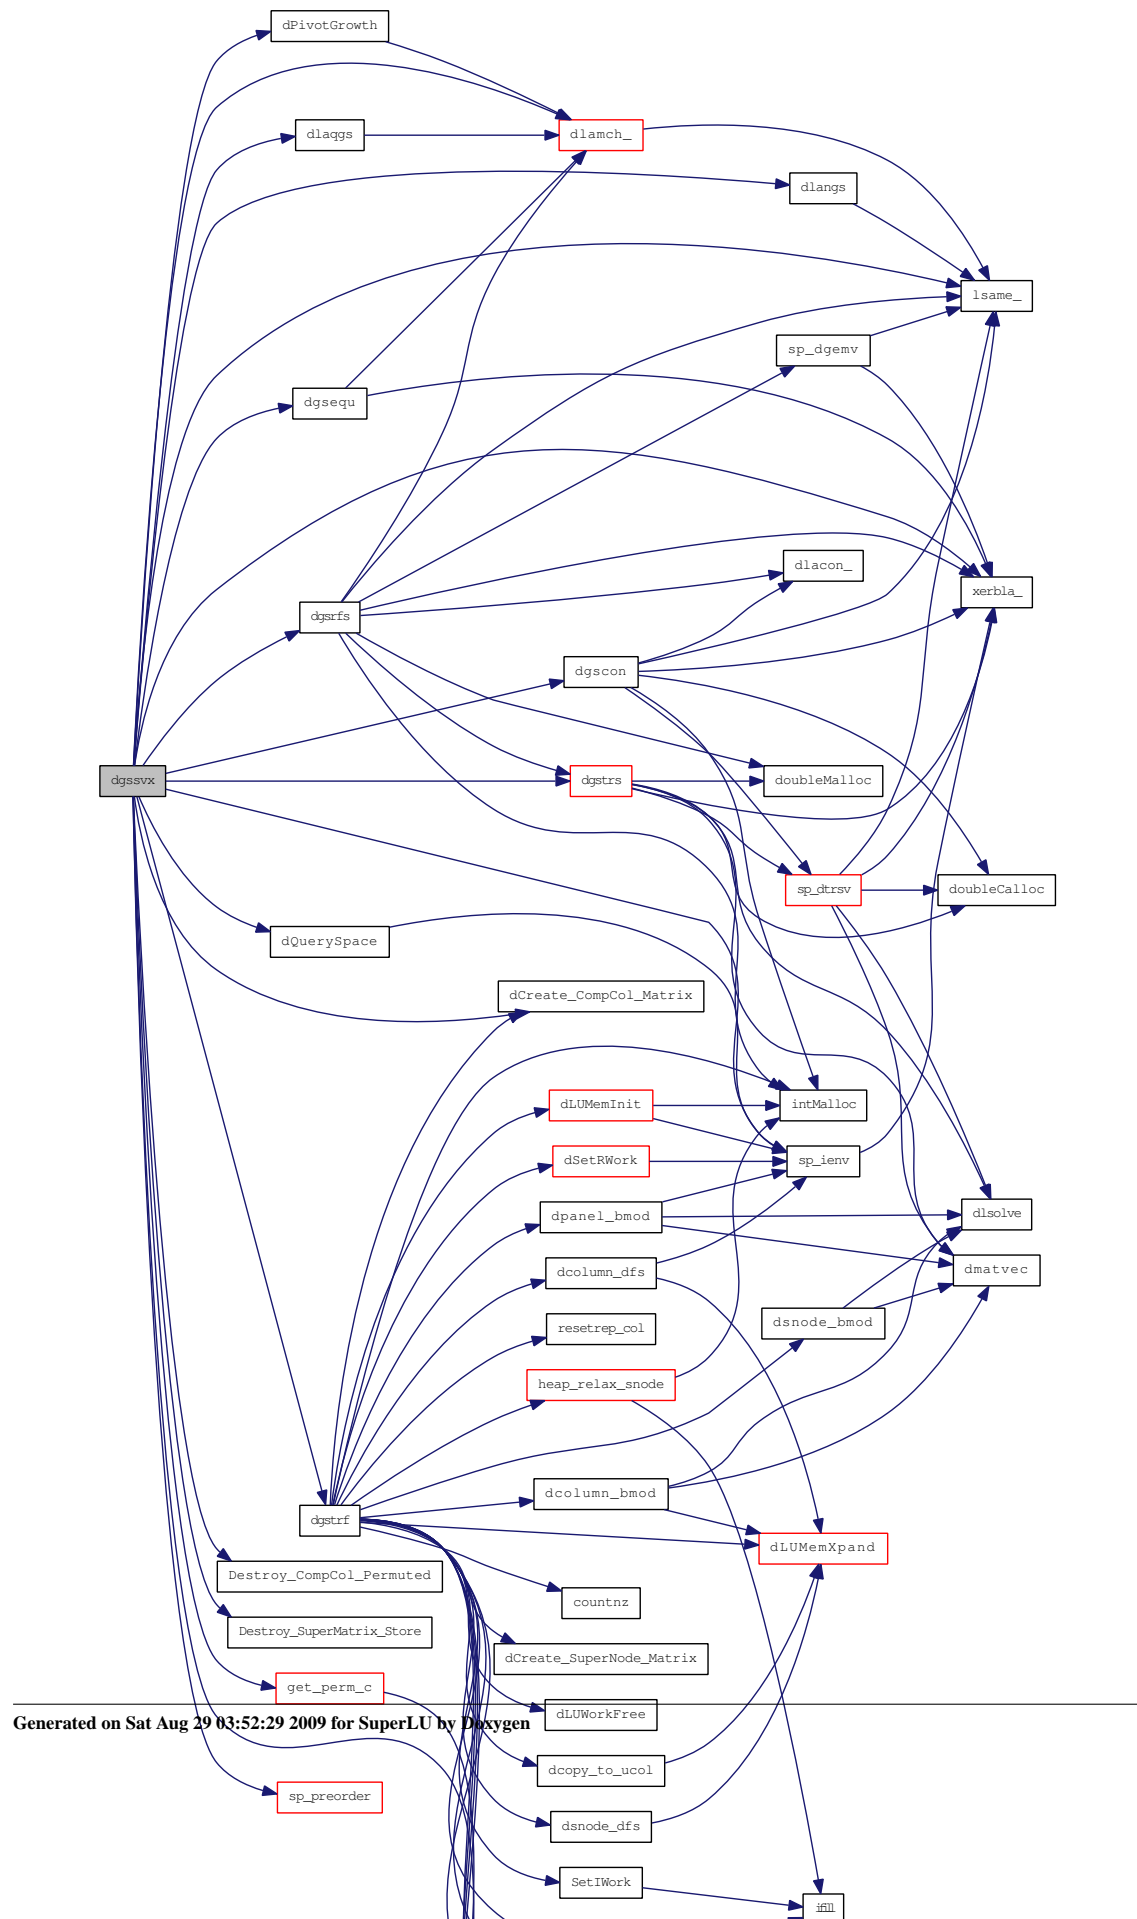 dPivotGrowth
dlaqgs
dlamch_
dlangs
lsame_
sp_dgemv
dgsequ
dlacon_
xerbla_
dgsrfs
dgscon
dgssvx
dgstrs
doubleMalloc
sp_dtrsv
doubleCalloc
dQuerySpace
dCreate_CompCol_Matrix
dLUMemInit
intMalloc
dSetRWork
sp_ienv
dpanel_bmod
dlsolve
dcolumn_dfs
dmatvec
resetrep_col
dsnode_bmod
heap_relax_snode
dcolumn_bmod
dgstrf
dLUMemXpand
Destroy_CompCol_Permuted
countnz
Destroy_SuperMatrix_Store
dCreate_SuperNode_Matrix
get_perm_c
dLUWorkFree
Generated on Sat Aug 29 03:52:29 2009 for SuperLU by Doxygen
dcopy_to_ucol
sp_preorder
dsnode_dfs
SetIWork
ifill